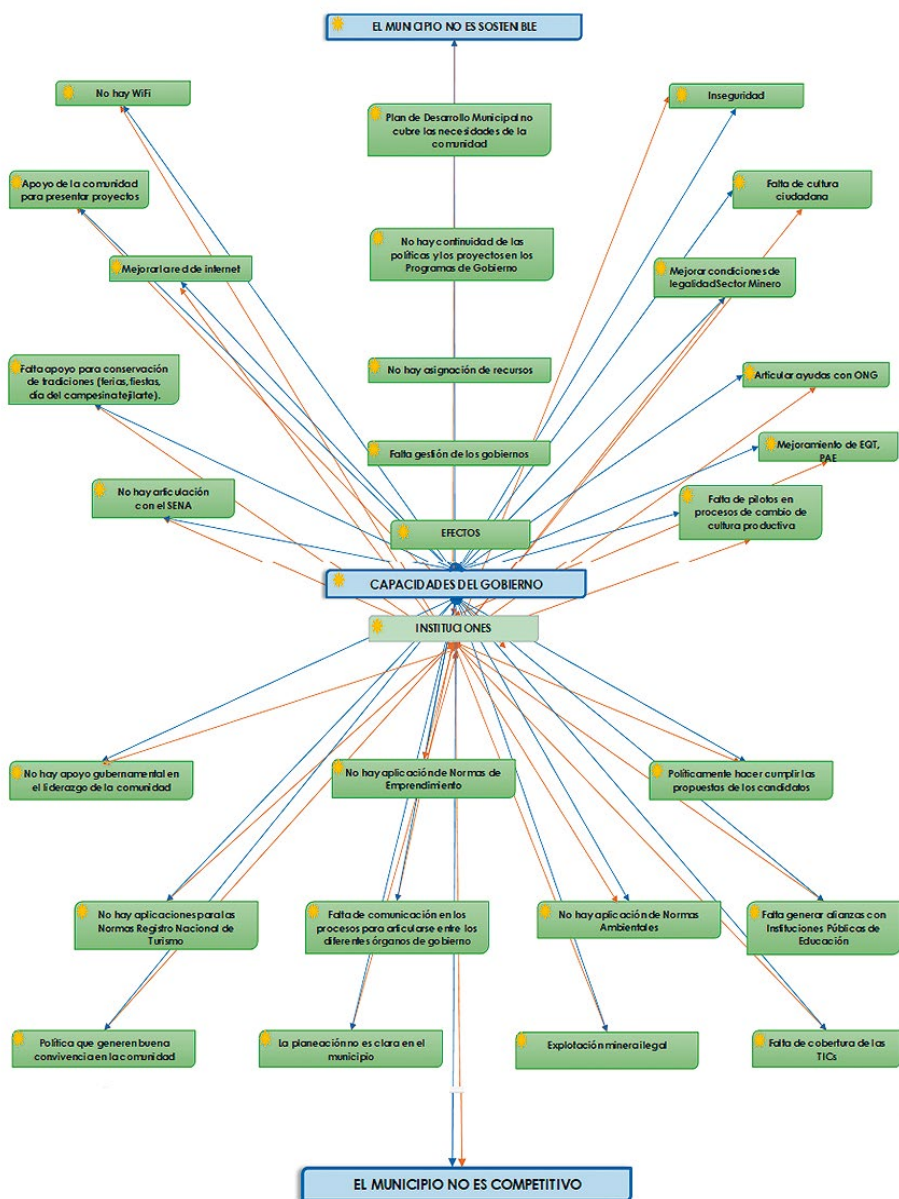 EL MUNICIPIO NO ES SOSTENIBLE
No hay WiFi
Inseguridad
Plan de Desarrollo Municipal no
cubre las necesidades de la
comunidad
Apoyo de la comunidad
para presentar proyectos
Falta de cultura
ciudadana
No hay continuidad de las
políticas y los proyectos en los
Programas de Gobierno
Mejorar la red de internet
Mejorar condiciones de
legalidad Sector Minero
Falta apoyo para conservación
de tradiciones (ferias, fiestas,
día del campesina tejilarte).
No hay asignación de recursos
Articular ayudas con ONG
Falta gestión de los gobiernos
Mejoramiento de EQT,
PAE
No hay articulación
con el SENA
Falta de pilotos en
procesos de cambio de
cultura productiva
EFECTOS
CAPACIDADES DEL GOBIERNO
INSTITUCIONES
No hay apoyo gubernamental en
el liderazgo de la comunidad
No hay aplicación de Normas de
Emprendimiento
Políticamente hacer cumplir las
propuestas de los candidatos
No hay aplicaciones para las
Normas Registro Nacional de
Turismo
Falta de comunicación en los
procesos para articularse entre los
diferentes órganos de gobierno
No hay aplicación de Normas
Ambientales
Falta generar alianzas con
Instituciones Públicas de
Educación
Política que generen buena
convivencia en la comunidad
La planeación no es clara en el
municipio
Explotación minera ilegal
Falta de cobertura de las
TICs
EL MUNICIPIO NO ES COMPETITIVO